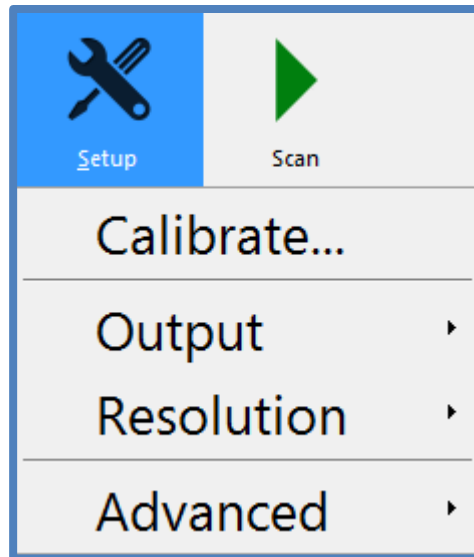 Setup
Scan
Calibrate...
Output
Resolution
Advanced